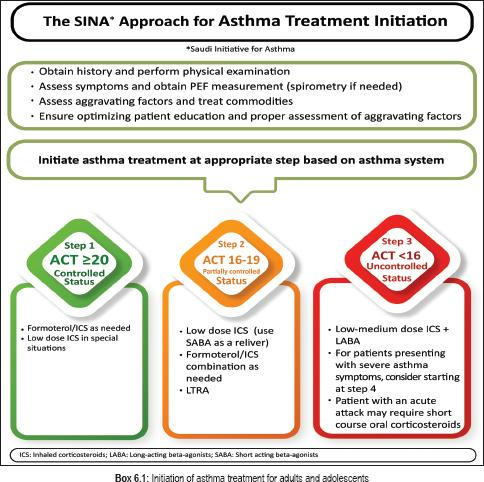 The SINA* Approach for Asthma Treatment Initiation
*Saudi Initiative for Asthma
• Obtain history and perform physical examination
• Assess symptoms and obtain PEF measurement (spirometry if needed)
• Assess aggravating factors and treat commodities
• Ensure optimizing patient education and proper assessment of aggravating factors
Initiate asthma treatment at appropriate step based on asthma system
Step 1
ACT ≥20
Controlled
Status
• Formoterol/ICS as needed
• Low dose ICS in special
situations
Step 2
ACT 16-19
Partially controlled
Status
• Low dose ICS (use
SABA as a reliver)
• Formoterol/ICS
combination as
needed
• LTRA
Step 3
ACT <16
Uncontrolled
Status
• Low-medium dose ICS +
LABA
• For patients presenting
with severe asthma
symptoms, consider starting
at step 4
• Patient with an acute
attack may require short
course oral corticosteroids
ICS: Inhaled corticosteroids; LABA: Long-acting beta-agonists; SABA: Short acting beta-agonists
Box 6.1: Initiation of asthma treatment for adults and adolescents